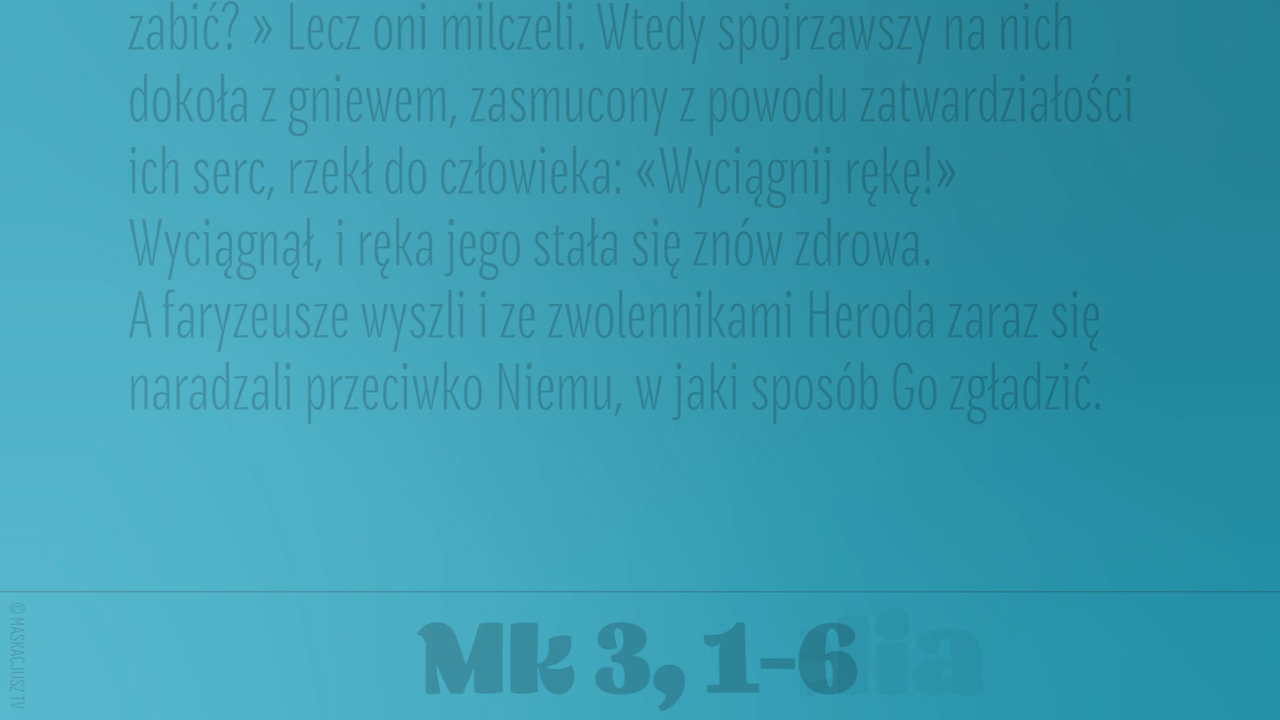 zabić? » Lecz oni milczeli. Wtedy spojrzawszy na nich
dokoła z gniewem, zasmucony z powodu zatwardziałości
ich serc, rzekł do człowieka: «Wyciągnij rękę!»
Wyciągnął, i ręka jego stała się znów zdrowa.
A faryzeusze wyszli i ze zwolennikami Heroda zaraz się
naradzali przeciwko Niemu, w jaki sposób Go zgładzić.
© MASKACJUSZ TV
Mk 3, 1-6